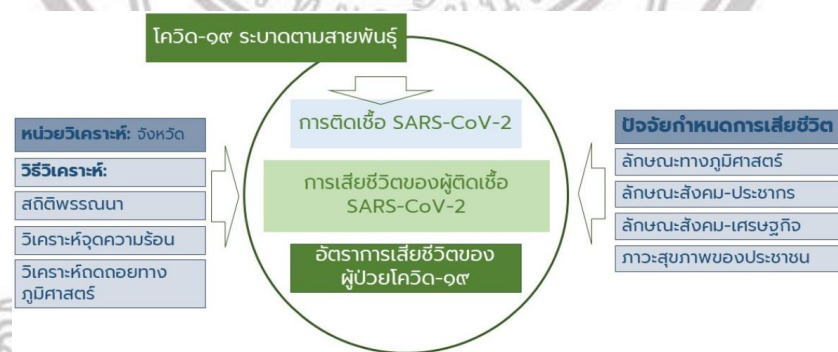 โควิด-๑๙ ระบาดตามสายพันธุ์
หน่วยวิเคราะห์: จังหวัด
วิธีวิเคราะห์:
สถิติพรรณนา
วิเคราะห์จุดความร้อน
วิเคราะห์ถดถอยทาง
ภูมิศาสตร์
การติดเชื้อ SARS-CoV-2
การเสียชีวิตของผู้ติดเชื้อ
SARS-CoV-2
อัตราการเสียชีวิตของ
ผู้ป่วยโควิด-๑๙
ปัจจัยกำหนดการเสียชีวิต
ลักษณะทางภูมิศาสตร์
ลักษณะสังคม-ประชากร
ลักษณะสังคม-เศรษฐกิจ
ภาวะสุขภาพของประชาชน